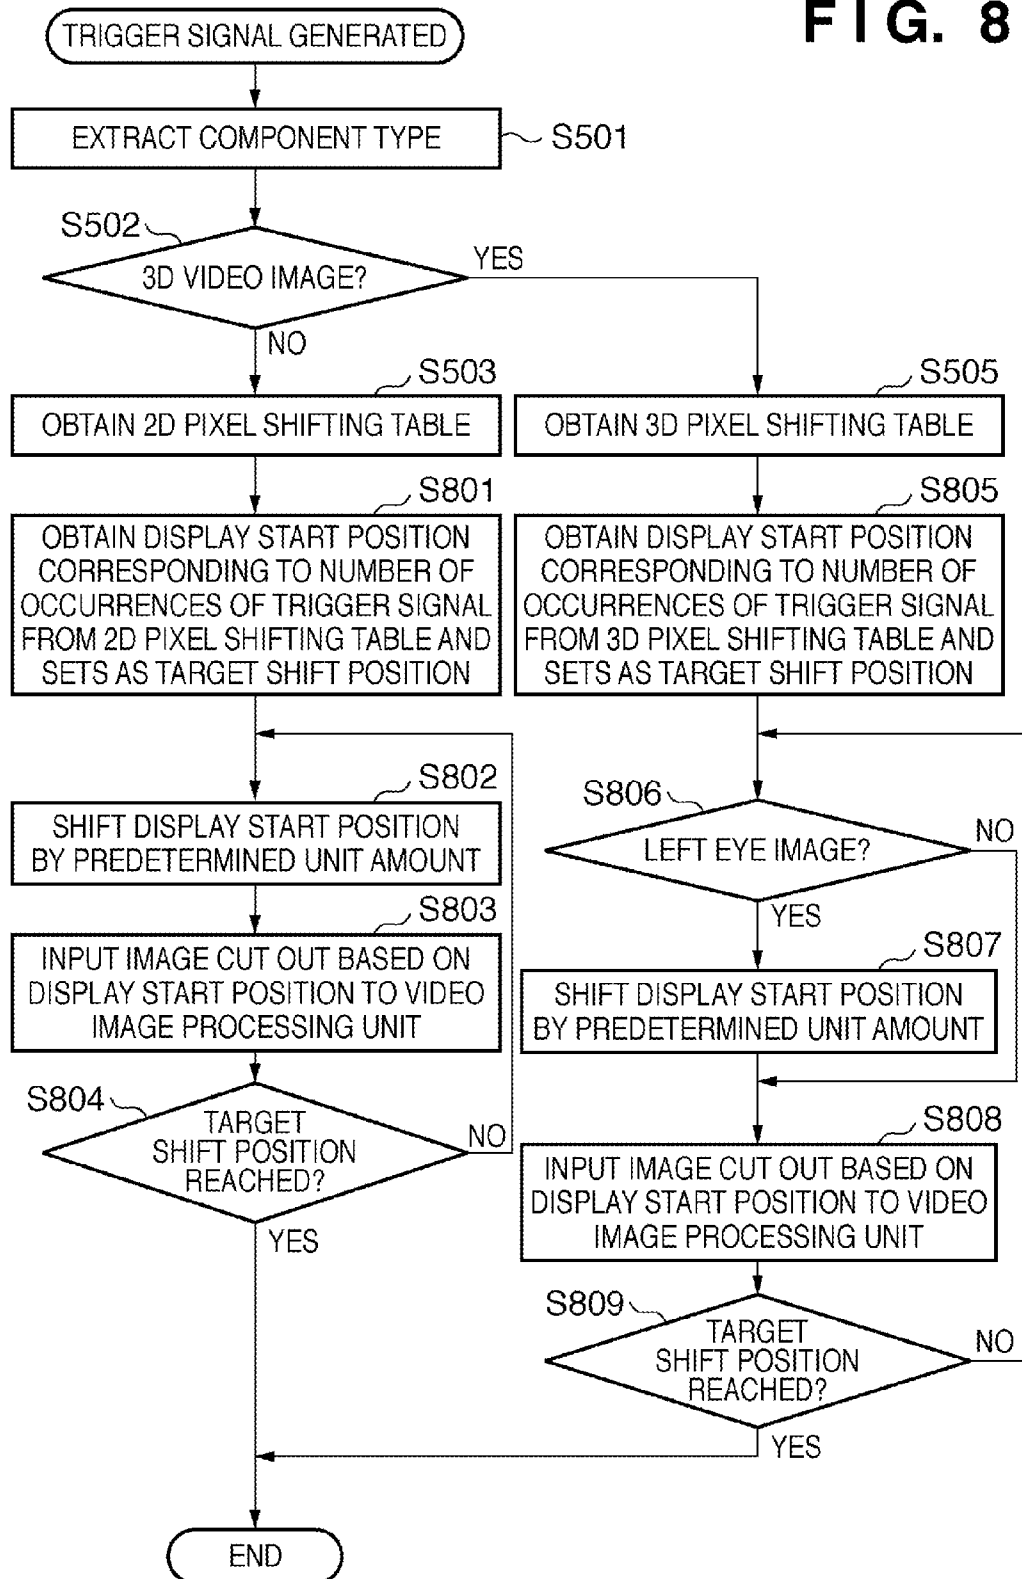 FIG. 8
TRIGGER SIGNAL GENERATED
EXTRACT COMPONENT TYPE
S501
S502
3D VIDEO IMAGE?
YES
NO
S503
OBTAIN 2D PIXEL SHIFTING TABLE
S801
OBTAIN DISPLAY START POSITION
CORRESPONDING TO NUMBER OF
OCCURRENCES OF TRIGGER SIGNAL
FROM 2D PIXEL SHIFTING TABLE AND
SETS AS TARGET SHIFT POSITION
S802
SHIFT DISPLAY START POSITION
BY PREDETERMINED UNIT AMOUNT
S803
INPUT IMAGE CUT OUT BASED ON
DISPLAY START POSITION TO VIDEO
IMAGE PROCESSING UNIT
S804
TARGET
SHIFT POSITION
REACHED?
NO
YES
S505
OBTAIN 3D PIXEL SHIFTING TABLE
S805
OBTAIN DISPLAY START POSITION
CORRESPONDING TO NUMBER OF
OCCURRENCES OF TRIGGER SIGNAL
FROM 3D PIXEL SHIFTING TABLE AND
SETS AS TARGET SHIFT POSITION
S806
LEFT EYE IMAGE?
NO
YES
S807
SHIFT DISPLAY START POSITION
BY PREDETERMINED UNIT AMOUNT
S808
INPUT IMAGE CUT OUT BASED ON
DISPLAY START POSITION TO VIDEO
IMAGE PROCESSING UNIT
S809
TARGET
SHIFT POSITION
REACHED?
NO
YES
END